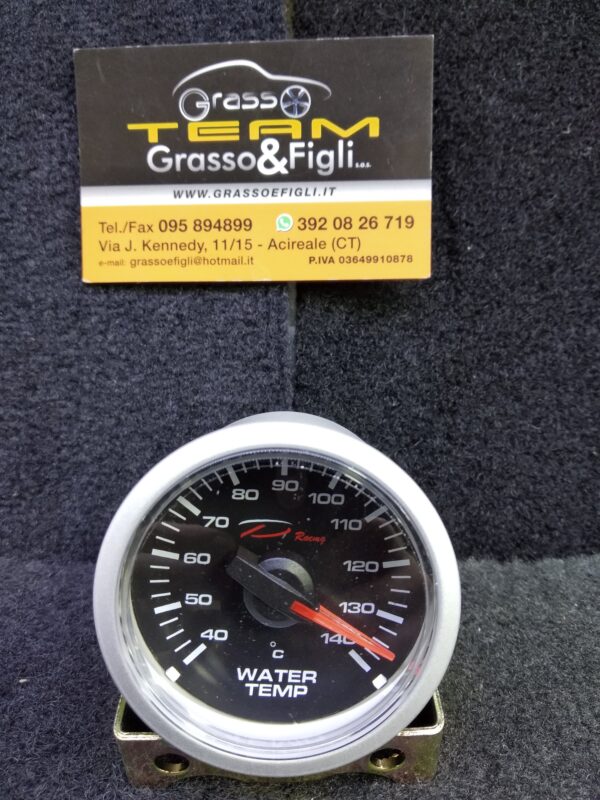 Grasso
TEAM
Grasso&Figli s.a.s.
WWW.GRASSOEFIGLI.IT
Tel./Fax 095 894899 392 08 26 719
Via J. Kennedy, 11/15 - Acireale (CT)
e-mail: grassoefigli@hotmail.it P.IVA 03649910878
40
50
60
70
80
90
100
110
120
130
140
D Racing
°C
WATER
TEMP